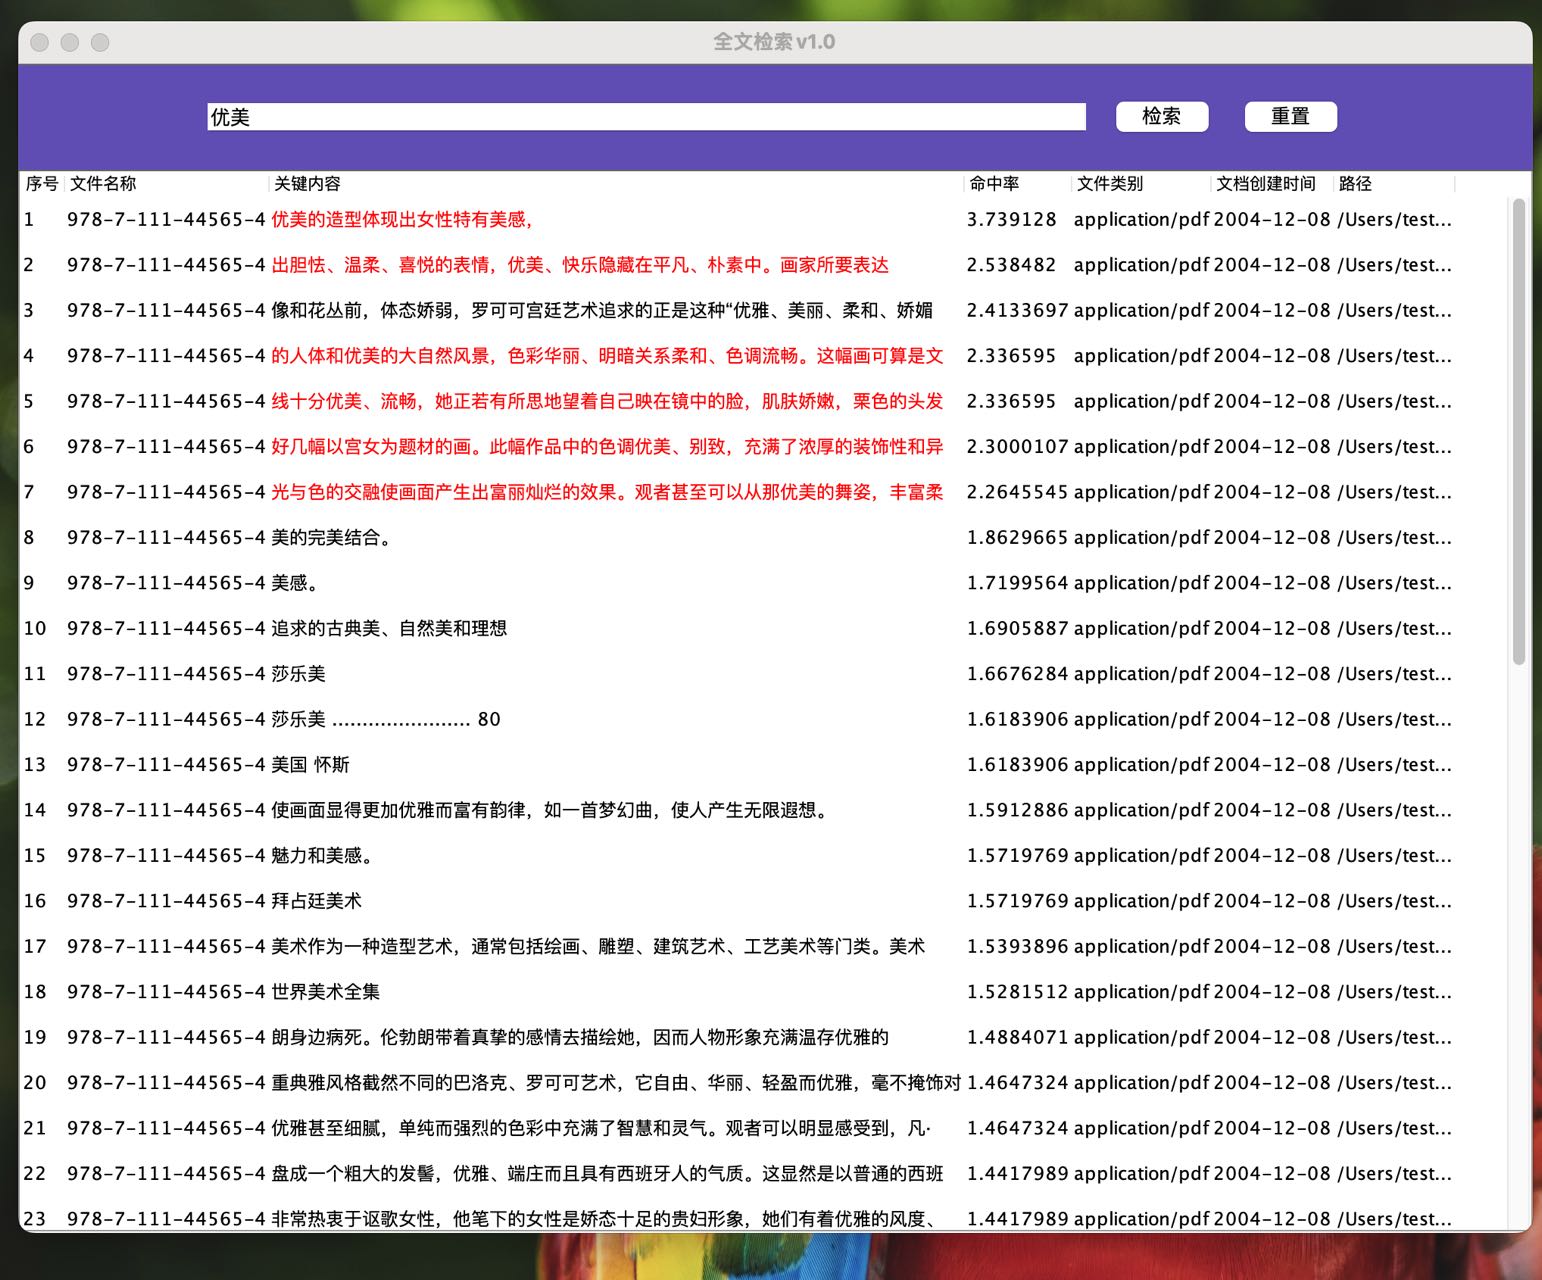 全文检索v1.0
优美 检索 重置
序号 文件名称 关键内容 命中率 文件类别 文档创建时间 路径
1 978-7-111-44565-4 优美的造型体现出女性特有美感， 3.739128 application/pdf 2004-12-08 /Users/test...
2 978-7-111-44565-4 出胆怯、温柔、喜悦的表情，优美、快乐隐藏在平凡、朴素中。画家所要表达 2.538482 application/pdf 2004-12-08 /Users/test...
3 978-7-111-44565-4 像和花丛前，体态娇弱，罗可可宫廷艺术追求的正是这种“优雅、美丽、柔和、娇媚 2.4133697 application/pdf 2004-12-08 /Users/test...
4 978-7-111-44565-4 的人体和优美的大自然风景，色彩华丽、明暗关系柔和、色调流畅。这幅画可算是文 2.336595 application/pdf 2004-12-08 /Users/test...
5 978-7-111-44565-4 线十分优美、流畅，她正若有所思地望着自己映在镜中的脸，肌肤娇嫩，栗色的头发 2.336595 application/pdf 2004-12-08 /Users/test...
6 978-7-111-44565-4 好几幅以宫女为题材的画。此幅作品中的色调优美、别致，充满了浓厚的装饰性和异 2.3000107 application/pdf 2004-12-08 /Users/test...
7 978-7-111-44565-4 光与色的交融使画面产生出富丽灿烂的效果。观者甚至可以从那优美的舞姿，丰富柔 2.2645545 application/pdf 2004-12-08 /Users/test...
8 978-7-111-44565-4 美的完美结合。 1.8629665 application/pdf 2004-12-08 /Users/test...
9 978-7-111-44565-4 美感。 1.7199564 application/pdf 2004-12-08 /Users/test...
10 978-7-111-44565-4 追求的古典美、自然美和理想 1.6905887 application/pdf 2004-12-08 /Users/test...
11 978-7-111-44565-4 莎乐美 1.6676284 application/pdf 2004-12-08 /Users/test...
12 978-7-111-44565-4 莎乐美 ....................... 80 1.6183906 application/pdf 2004-12-08 /Users/test...
13 978-7-111-44565-4 美国 怀斯 1.6183906 application/pdf 2004-12-08 /Users/test...
14 978-7-111-44565-4 使画面显得更加优雅而富有韵律，如一首梦幻曲，使人产生无限遐想。 1.5912886 application/pdf 2004-12-08 /Users/test...
15 978-7-111-44565-4 魅力和美感。 1.5719769 application/pdf 2004-12-08 /Users/test...
16 978-7-111-44565-4 拜占廷美术 1.5719769 application/pdf 2004-12-08 /Users/test...
17 978-7-111-44565-4 美术作为一种造型艺术，通常包括绘画、雕塑、建筑艺术、工艺美术等门类。美术 1.5393896 application/pdf 2004-12-08 /Users/test...
18 978-7-111-44565-4 世界美术全集 1.5281512 application/pdf 2004-12-08 /Users/test...
19 978-7-111-44565-4 朗身边病死。伦勃朗带着真挚的感情去描绘她，因而人物形象充满温存优雅的 1.4884071 application/pdf 2004-12-08 /Users/test...
20 978-7-111-44565-4 重典雅风格截然不同的巴洛克、罗可可艺术，它自由、华丽、轻盈而优雅，毫不掩饰对 1.4647324 application/pdf 2004-12-08 /Users/test...
21 978-7-111-44565-4 优雅甚至细腻，单纯而强烈的色彩中充满了智慧和灵气。观者可以明显感受到，凡· 1.4647324 application/pdf 2004-12-08 /Users/test...
22 978-7-111-44565-4 盘成一个粗大的发髻，优雅、端庄而且具有西班牙人的气质。这显然是以普通的西班 1.4417989 application/pdf 2004-12-08 /Users/test...
23 978-7-111-44565-4 非常热衷于讴歌女性，他笔下的女性是娇态十足的贵妇形象，她们有着优雅的风度、 1.4417989 application/pdf 2004-12-08 /Users/test...